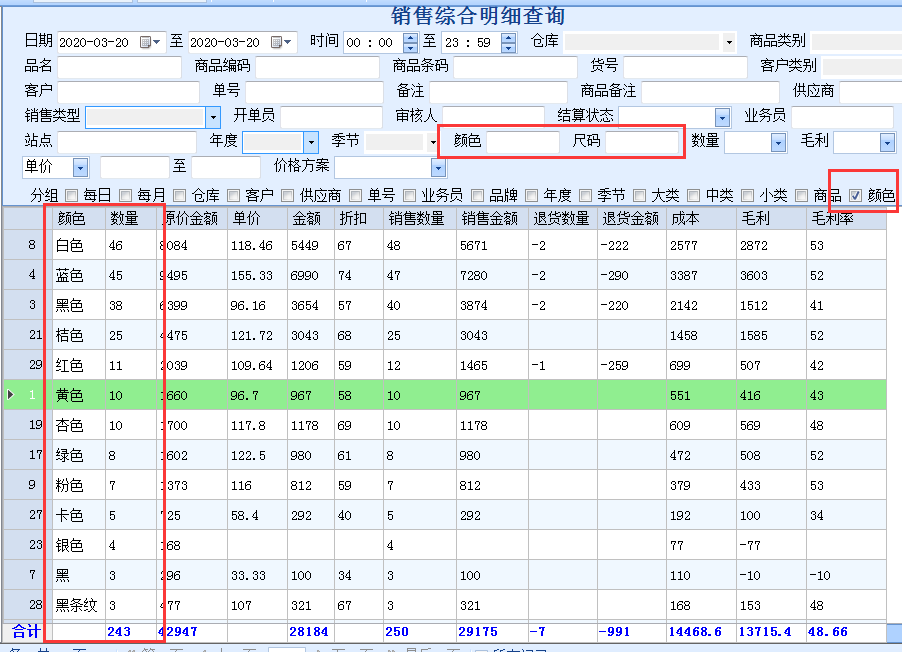 销售综合明细查询
日期 2020-03-20 至 2020-03-20 时间 00 : 00 至 23 : 59 仓库 商品类别
品名 商品编码 商品条码 货号 客户类别
客户 单号 备注 商品备注 供应商
销售类型 开单员 审核人 结算状态 业务员
站点 年度 季节 颜色 尺码 数量 毛利
单价 至 价格方案
分组 每日 每月 仓库 客户 供应商 单号 业务员 品牌 年度 季节 大类 中类 小类 商品 颜色
颜色 数量 原价金额 单价 金额 折扣 销售数量 销售金额 退货数量 退货金额 成本 毛利 毛利率
8 白色 46 8084 118.46 5449 67 48 5671 -2 -222 2577 2872 53
4 蓝色 45 9495 155.33 6990 74 47 7280 -2 -290 3387 3603 52
3 黑色 38 6399 96.16 3654 57 40 3874 -2 -220 2142 1512 41
21 桔色 25 4475 121.72 3043 68 25 3043 1458 1585 52
29 红色 11 2039 109.64 1206 59 12 1465 -1 -259 699 507 42
1 黄色 10 1660 96.7 967 58 10 967 551 416 43
19 杏色 10 1700 117.8 1178 69 10 1178 609 569 48
17 绿色 8 1602 122.5 980 61 8 980 472 508 52
9 粉色 7 1373 116 812 59 7 812 379 433 53
27 卡色 5 725 58.4 292 40 5 292 192 100 34
23 银色 4 168 4 77 -77
7 黑 3 296 33.33 100 34 3 100 110 -10 -10
28 黑条纹 3 477 107 321 67 3 321 168 153 48
合计 243 42947 28184 250 29175 -7 -991 14468.6 13715.4 48.66